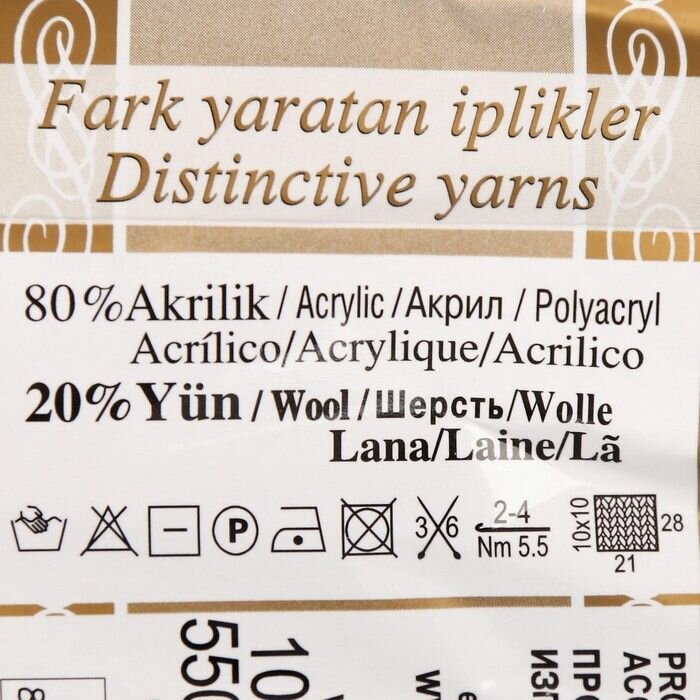 Fark yaratan iplikler
Distinctive yarns
80%Akrilik / Acrylic /Акрил / Polyacryl
Acrílico/Acrylique/Acrilico
20%Yün / Wool / Шерсть/Wolle
Lana/Laine/Lã
P
3 6
2-4
Nm 5.5
10x10
28
21